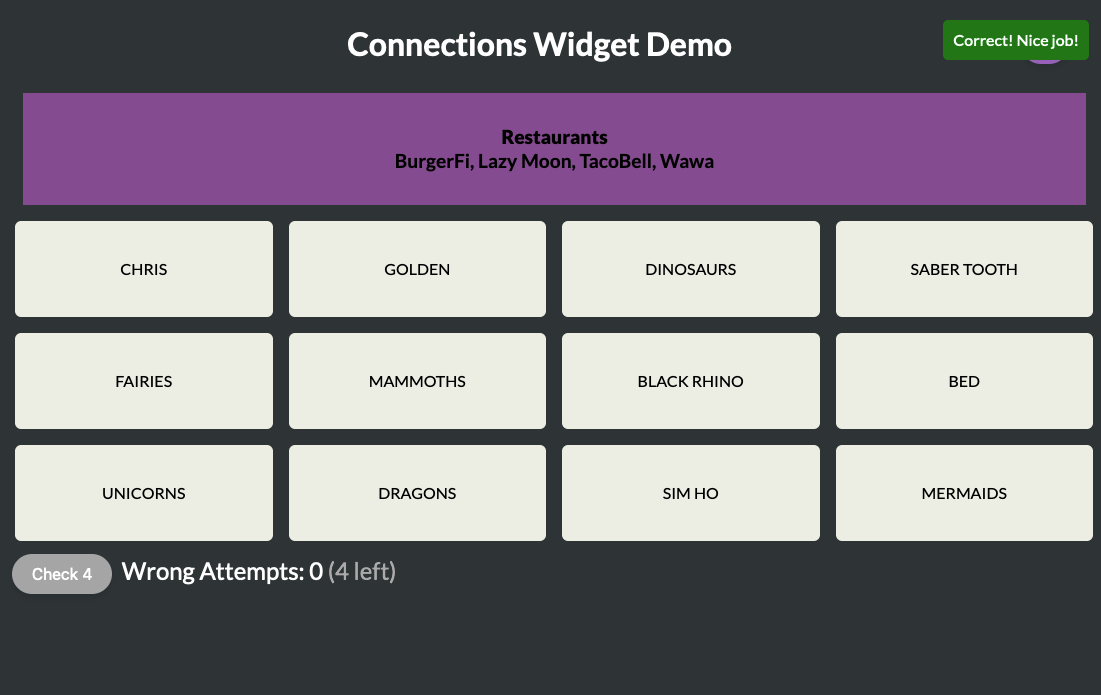 Connections Widget Demo
Correct! Nice job!
Restaurants
BurgerFi, Lazy Moon, TacoBell, Wawa
CHRIS
GOLDEN
DINOSAURS
SABER TOOTH
FAIRIES
MAMMOTHS
BLACK RHINO
BED
UNICORNS
DRAGONS
SIM HO
MERMAIDS
Check 4
Wrong Attempts: 0 (4 left)